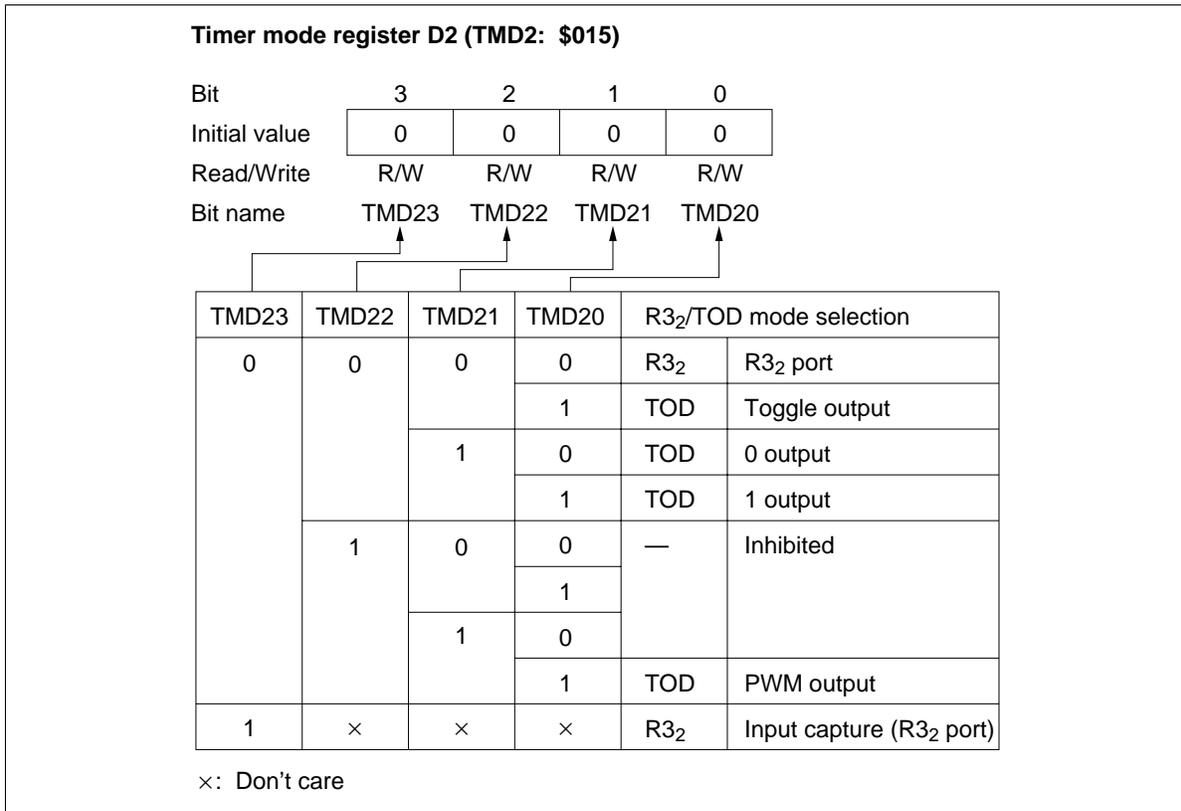 Timer mode register D2 (TMD2: $015)
Bit 3 2 1 0
Initial value 0 0 0 0
Read/Write R/W R/W R/W R/W
Bit name TMD23 TMD22 TMD21 TMD20
TMD23 TMD22 TMD21 TMD20 R3₂/TOD mode selection
0 0 0 0 R3₂ R3₂ port
1 TOD Toggle output
1 0 TOD 0 output
1 TOD 1 output
1 0 0 — Inhibited
1
1 0
1 TOD PWM output
1 × × × R3₂ Input capture (R3₂ port)
×: Don't care